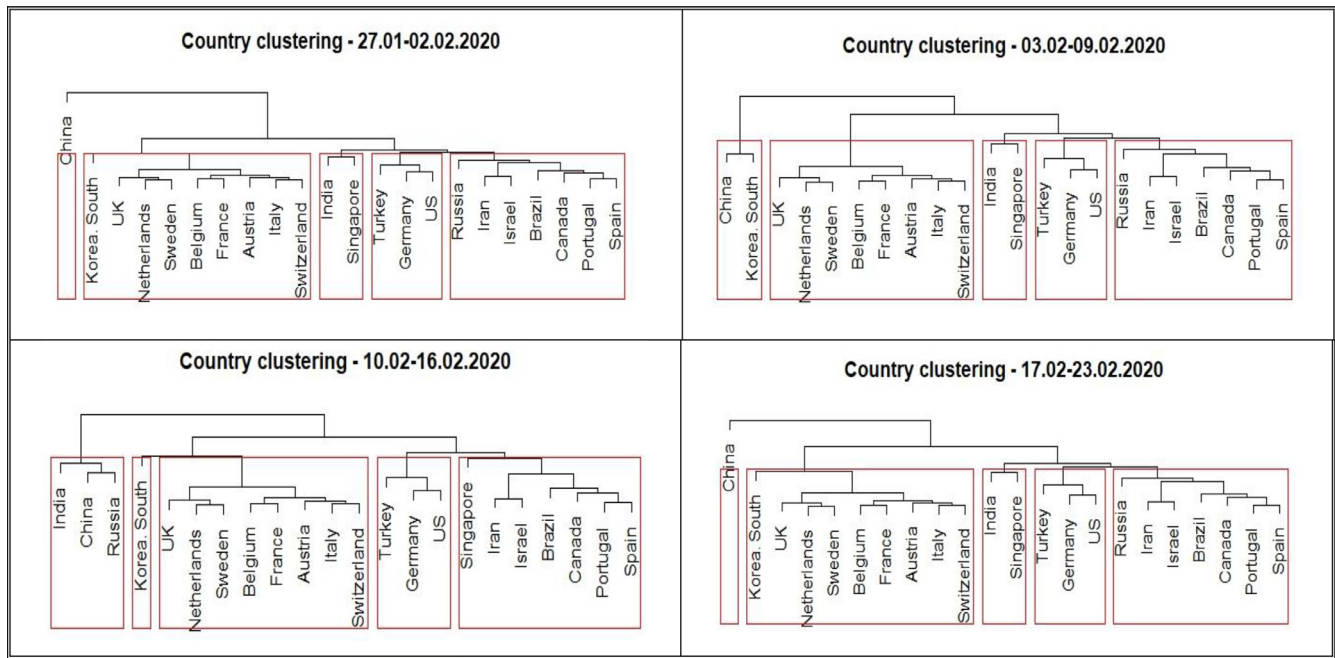 Country clustering - 27.01-02.02.2020
China
Korea. South
UK
Netherlands
Sweden
Belgium
France
Austria
Italy
Switzerland
India
Singapore
Turkey
Germany
US
Russia
Iran
Israel
Brazil
Canada
Portugal
Spain
Country clustering - 03.02-09.02.2020
China
Korea. South
UK
Netherlands
Sweden
Belgium
France
Austria
Italy
Switzerland
India
Singapore
Turkey
Germany
US
Russia
Iran
Israel
Brazil
Canada
Portugal
Spain
Country clustering - 10.02-16.02.2020
India
China
Russia
Korea. South
UK
Netherlands
Sweden
Belgium
France
Austria
Italy
Switzerland
Turkey
Germany
US
Singapore
Iran
Israel
Brazil
Canada
Portugal
Spain
Country clustering - 17.02-23.02.2020
China
Korea. South
UK
Netherlands
Sweden
Belgium
France
Austria
Italy
Switzerland
India
Singapore
Turkey
Germany
US
Russia
Iran
Israel
Brazil
Canada
Portugal
Spain